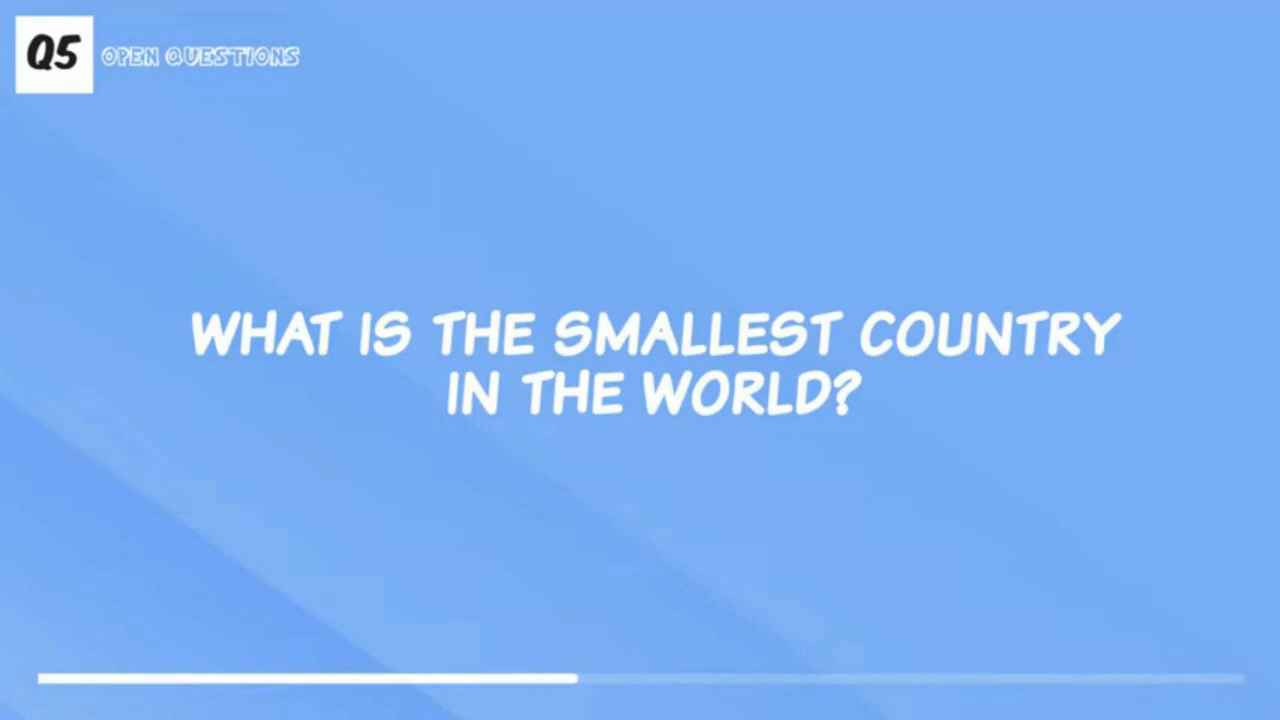 Q5
OPEN QUESTIONS
WHAT IS THE SMALLEST COUNTRY
IN THE WORLD?